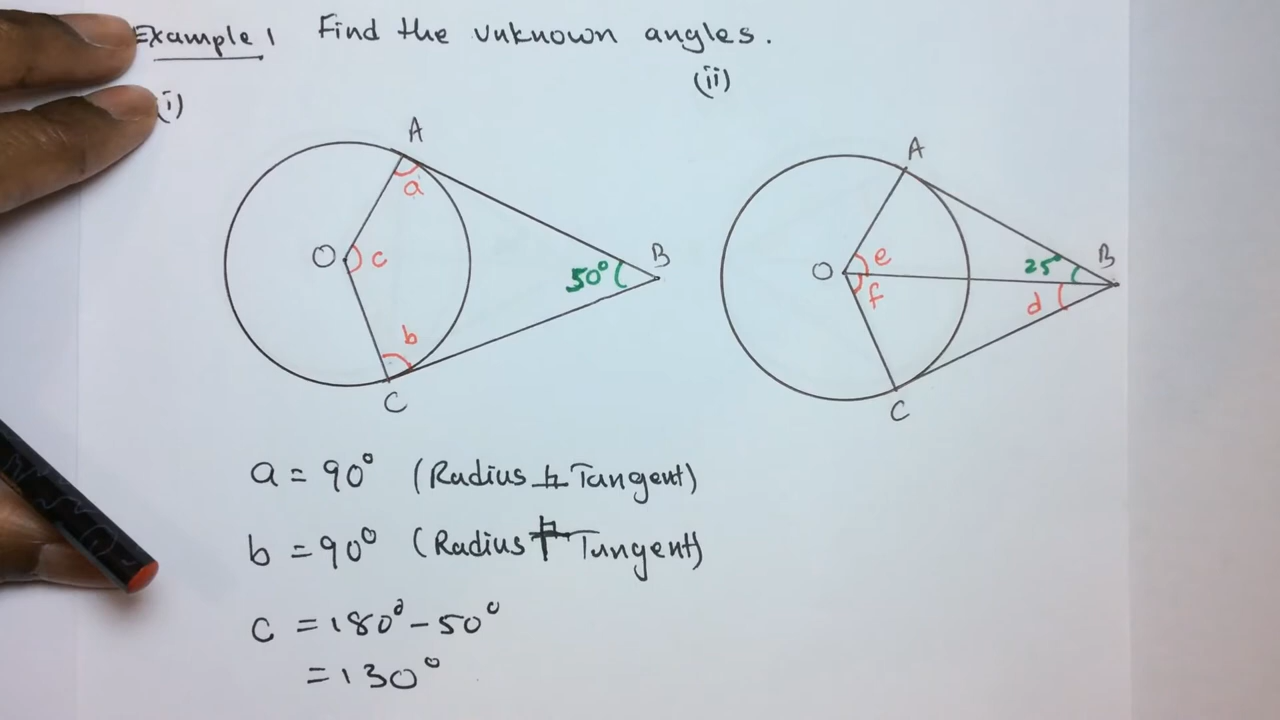 Example 1 Find the unknown angles.
(i)
(ii)
A
a
O
c
50°
B
b
C
A
O
e
f
25°
B
d
C
a = 90° (Radius ⊥ Tangent)
b = 90° (Radius ⊥ Tangent)
c = 180° - 50°
= 130°